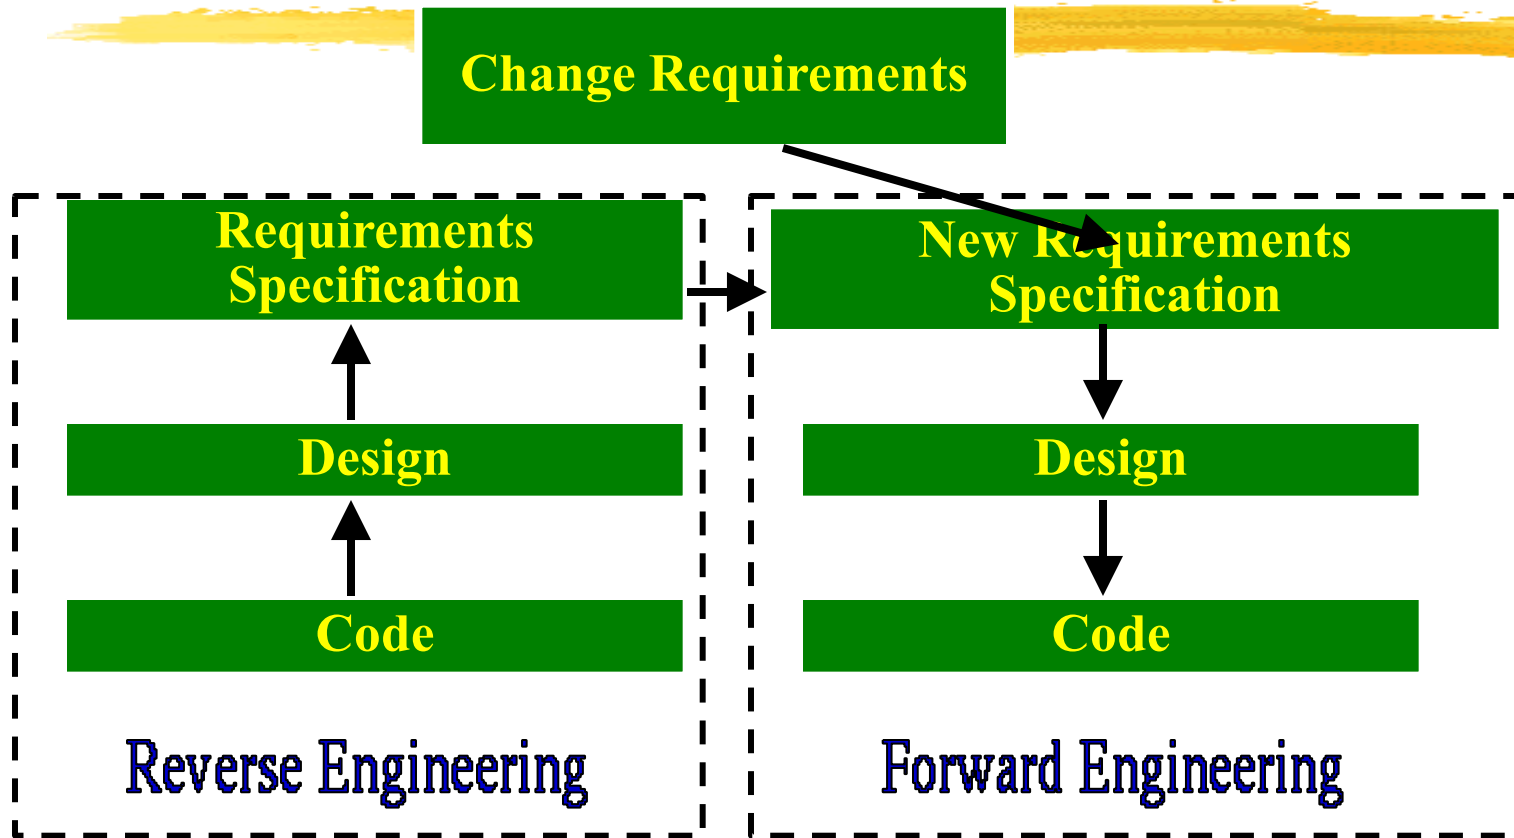 Change Requirements
Requirements
Specification
New Requirements
Specification
Design
Design
Code
Code
Reverse Engineering
Forward Engineering